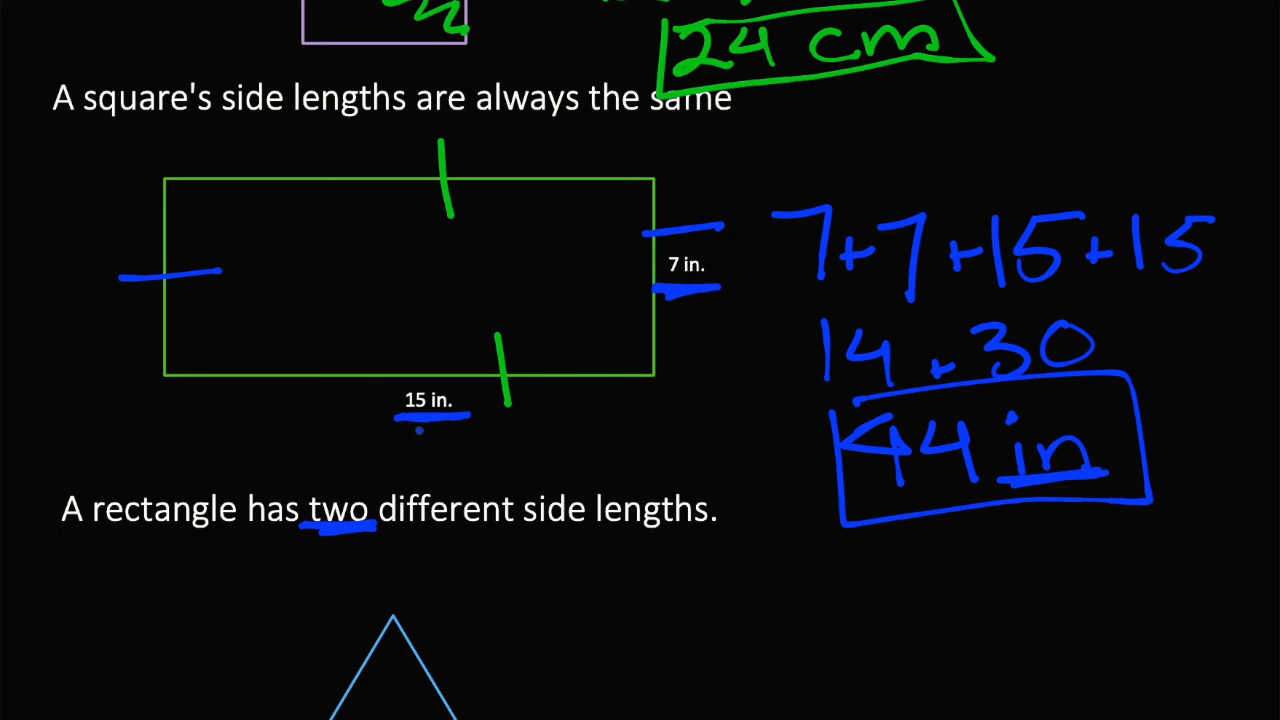 24 cm
A square's side lengths are always the same
7+7+15+15
7 in.
14+30
15 in.
44 in
A rectangle has two different side lengths.